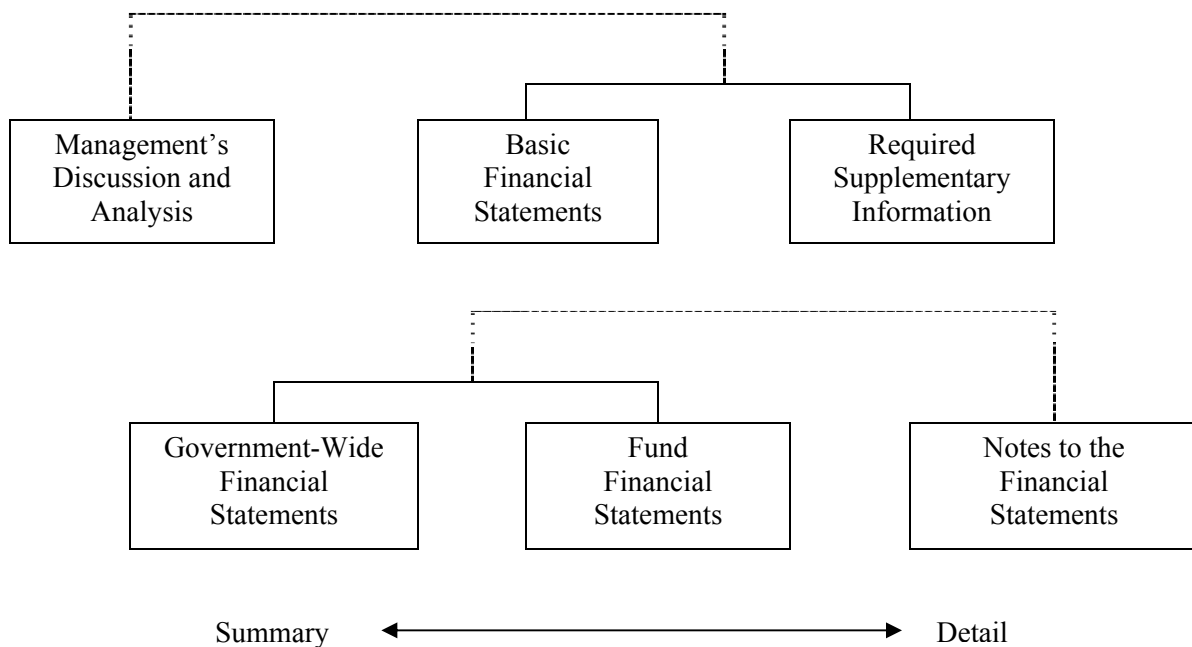 Management’s
Discussion and
Analysis
Basic
Financial
Statements
Required
Supplementary
Information
Government-Wide
Financial
Statements
Fund
Financial
Statements
Notes to the
Financial
Statements
Summary
Detail